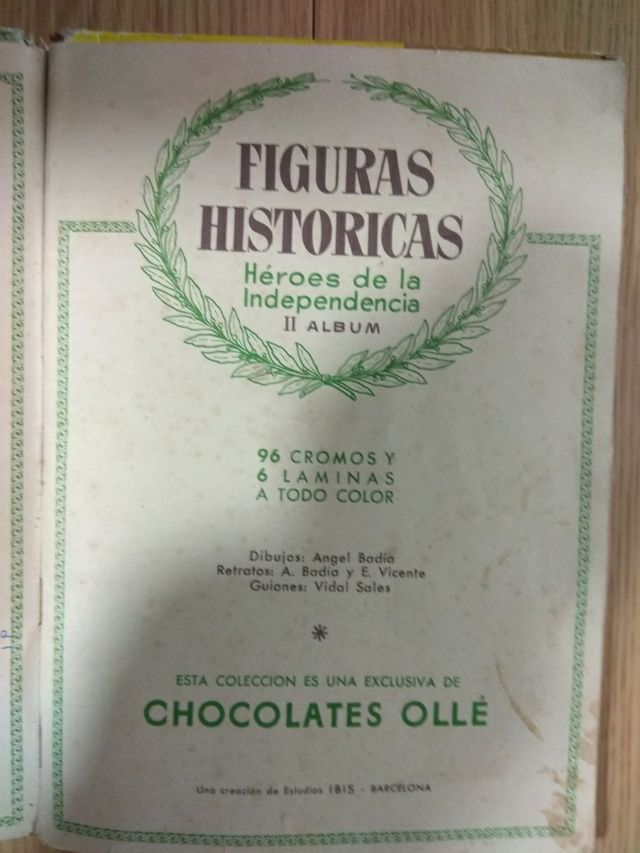 FIGURAS
HISTORICAS
Héroes de la
Independencia
II ALBUM
96 CROMOS Y
6 LAMINAS
A TODO COLOR
Dibujos: Angel Badía
Retratos: A. Badía y E. Vicente
Guiones: Vidal Sales
*
ESTA COLECCION ES UNA EXCLUSIVA DE
CHOCOLATES OLLÉ
Una creación de Estudios IBIS - BARCELONA